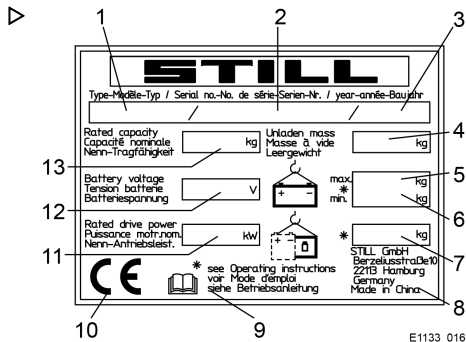 1 2 3
STILL
Type-Modèle-Typ / Serial no.-No. de série-Serien-Nr. / year-année-Baujahr
/ /
Rated capacity
Capacité nominale
Nenn-Tragfähigkeit
kg
Unladen mass
Masse à vide
Leergewicht
kg
4
13
Battery voltage
Tension batterie
Batteriespannung
V
+ -
max.
*
min.
kg
kg
5
6
12
Rated drive power
Puissance motr.nom.
Nenn-Antriebsleist.
kW
+ -
* kg
7
11
CE
* see Operating instructions
voir Mode d'emploi
siehe Betriebsanleitung
STILL GmbH
Berzeliusstraße10
22113 Hamburg
Germany
Made in China
8
10 9
E1133 016